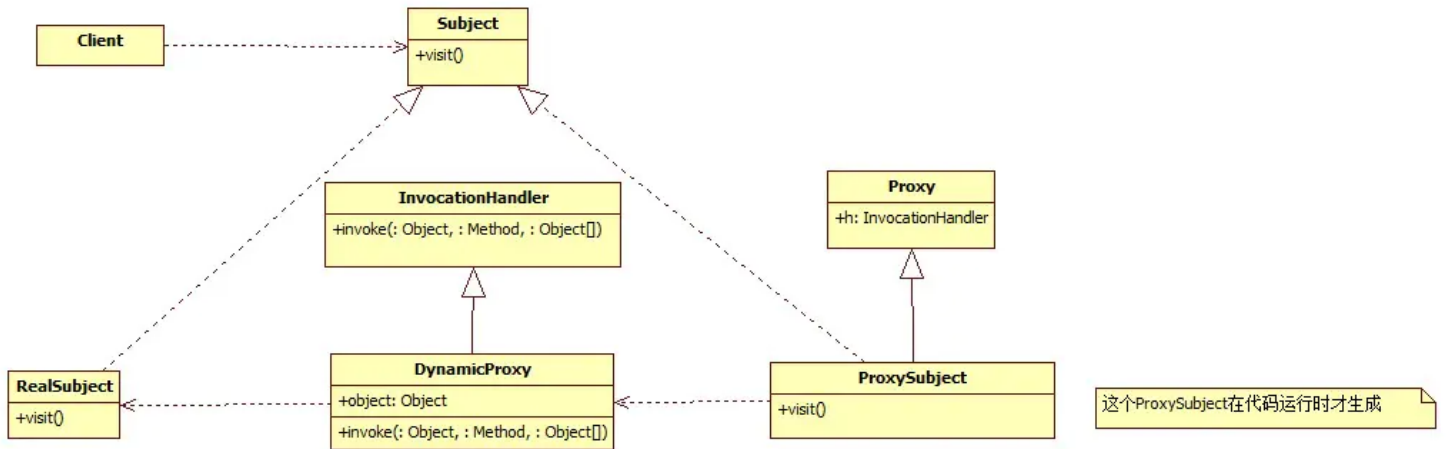 Client
Subject
+visit()
InvocationHandler
+invoke(: Object, : Method, : Object[])
Proxy
+h: InvocationHandler
RealSubject
+visit()
DynamicProxy
+object: Object
+invoke(: Object, : Method, : Object[])
ProxySubject
+visit()
这个ProxySubject在代码运行时才生成